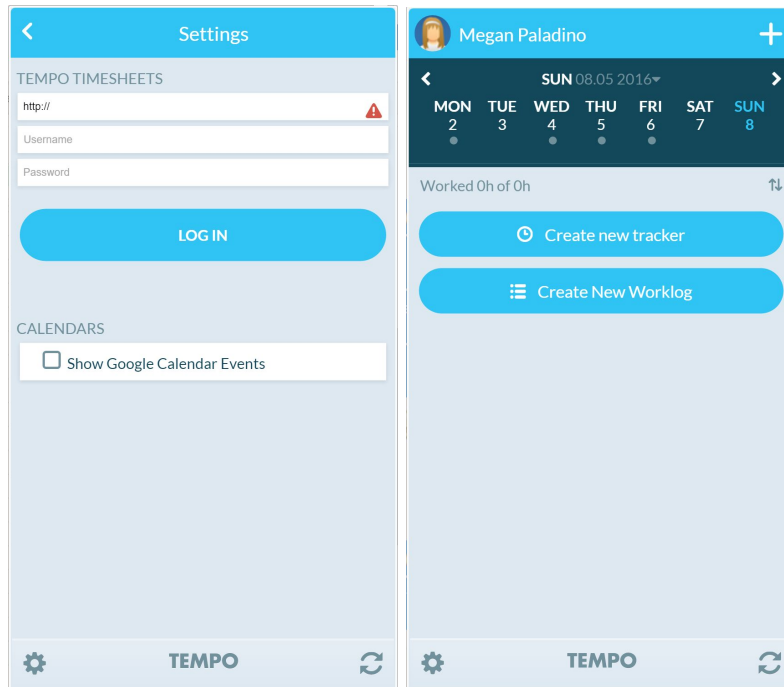 Settings
TEMPO TIMESHEETS
http://
Username
Password
LOG IN
CALENDARS
Show Google Calendar Events
TEMPO
Megan Paladino
SUN 08.05 2016
MON TUE WED THU FRI SAT SUN
2 3 4 5 6 7 8
Worked 0h of 0h
Create new tracker
Create New Worklog
TEMPO